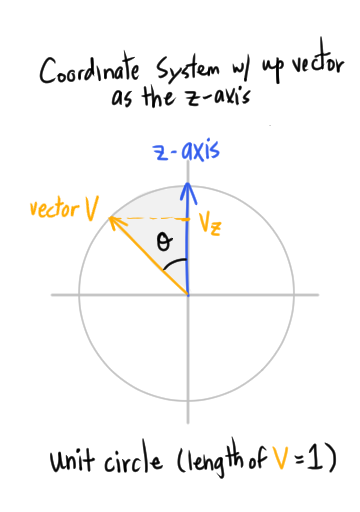 Coordinate System w/ up vector
as the z-axis
z-axis
vector V
Vz
θ
unit circle (length of V = 1)